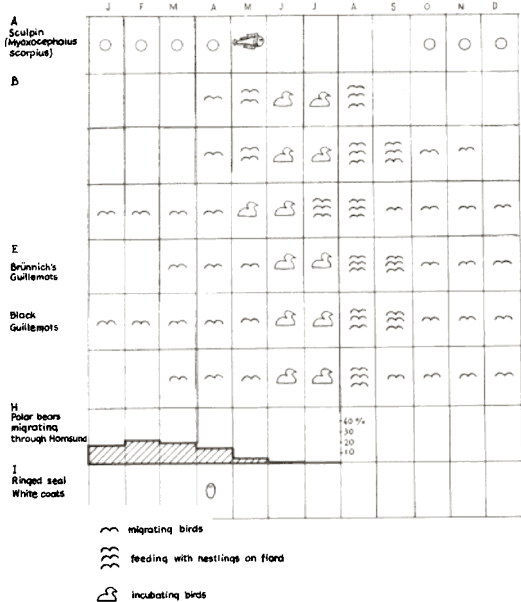 J F M A M J J A S O N D
A
Sculpin
(Myoxocephalus
scorpius)
B
E
Brünnich's
Guillemots
Black
Guillemots
H
Polar bears
migrating
through Hornsund
40 %
30
20
10
I
Ringed seal
White coats
migrating birds
feeding with nestlings on fiord
incubating birds